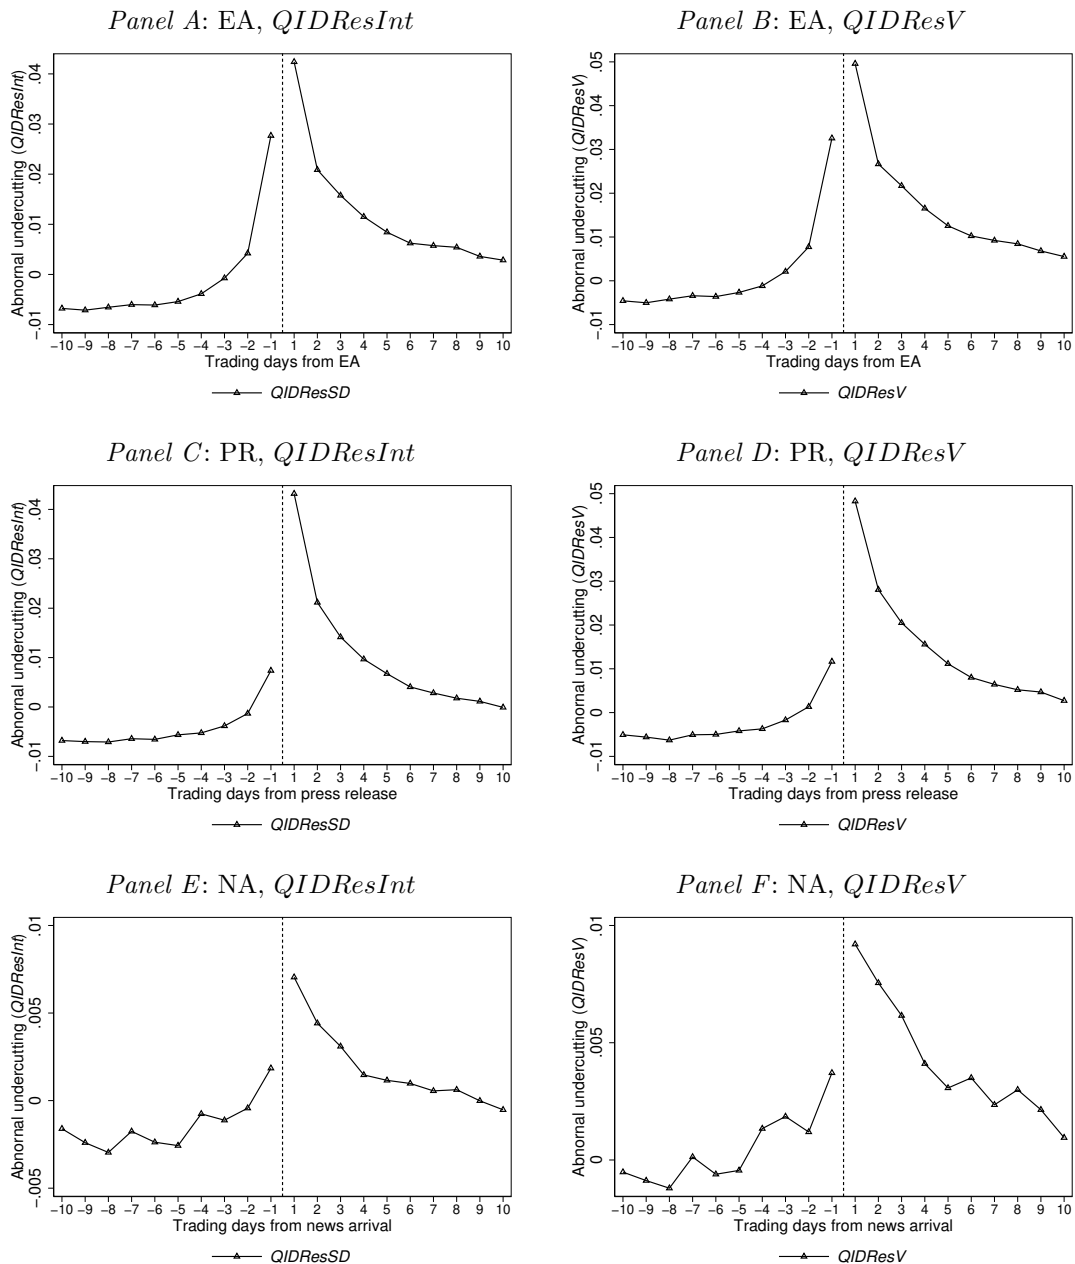 Panel A: EA, QIDResInt
Abnornal undercutting (QIDResInt)
.04
.03
.02
.01
0
−.01
−10 −9 −8 −7 −6 −5 −4 −3 −2 −1 1 2 3 4 5 6 7 8 9 10
Trading days from EA
QIDResSD
Panel B: EA, QIDResV
Abnornal undercutting (QIDResV)
.05
.04
.03
.02
.01
0
−.01
−10 −9 −8 −7 −6 −5 −4 −3 −2 −1 1 2 3 4 5 6 7 8 9 10
Trading days from EA
QIDResV
Panel C: PR, QIDResInt
Abnornal undercutting (QIDResInt)
.04
.03
.02
.01
0
−.01
−10 −9 −8 −7 −6 −5 −4 −3 −2 −1 1 2 3 4 5 6 7 8 9 10
Trading days from press release
QIDResSD
Panel D: PR, QIDResV
Abnornal undercutting (QIDResV)
.05
.04
.03
.02
.01
0
−.01
−10 −9 −8 −7 −6 −5 −4 −3 −2 −1 1 2 3 4 5 6 7 8 9 10
Trading days from press release
QIDResV
Panel E: NA, QIDResInt
Abnornal undercutting (QIDResInt)
.01
.005
0
−.005
−10 −9 −8 −7 −6 −5 −4 −3 −2 −1 1 2 3 4 5 6 7 8 9 10
Trading days from news arrival
QIDResSD
Panel F: NA, QIDResV
Abnornal undercutting (QIDResV)
.01
.005
0
−10 −9 −8 −7 −6 −5 −4 −3 −2 −1 1 2 3 4 5 6 7 8 9 10
Trading days from news arrival
QIDResV